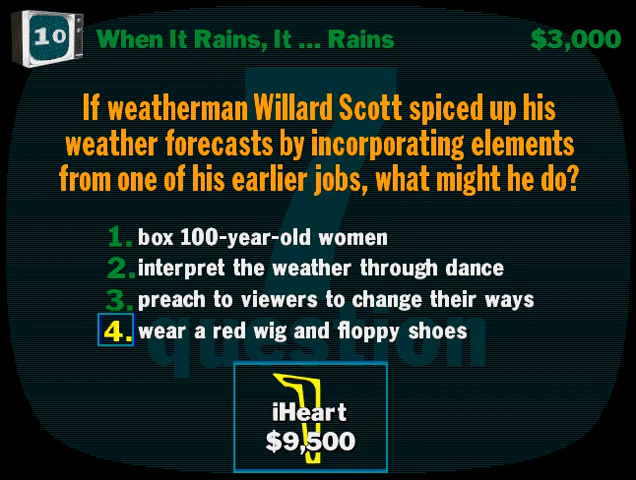 10
When It Rains, It ... Rains
$3,000
If weatherman Willard Scott spiced up his
weather forecasts by incorporating elements
from one of his earlier jobs, what might he do?
1. box 100-year-old women
2. interpret the weather through dance
3. preach to viewers to change their ways
4. wear a red wig and floppy shoes
7
question
iHeart
$9,500